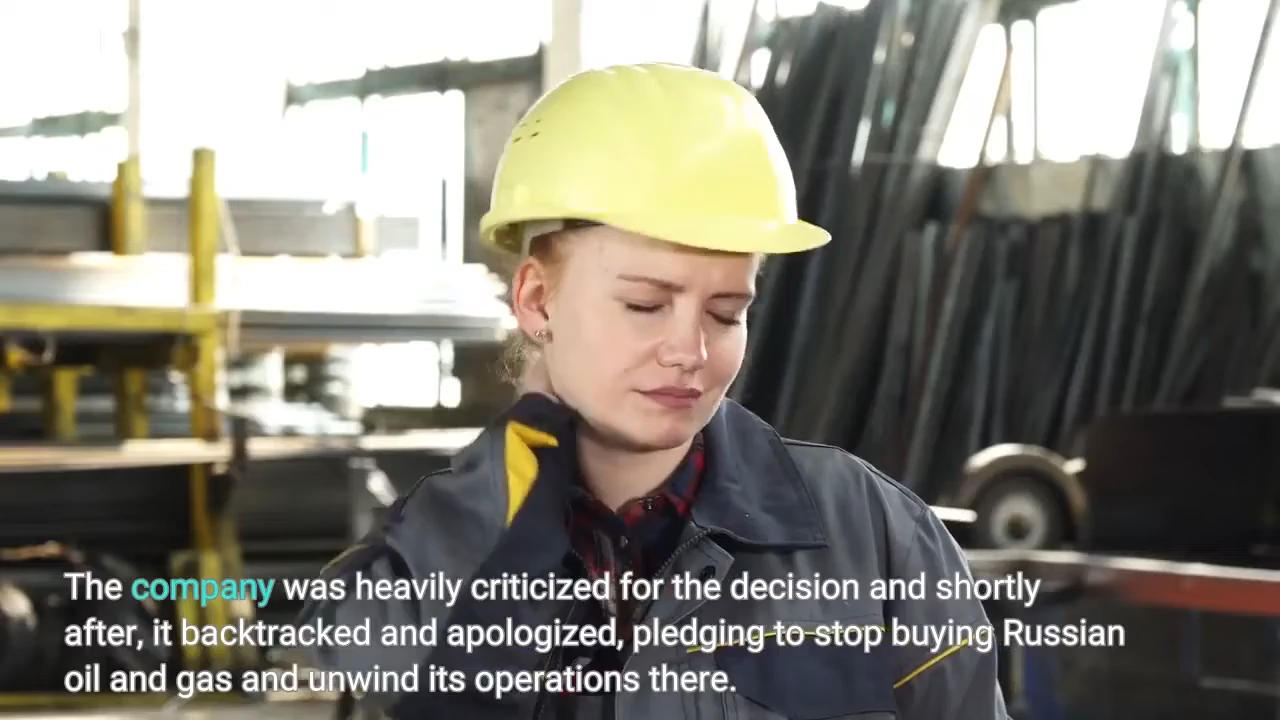 The company was heavily criticized for the decision and shortly
after, it backtracked and apologized, pledging to stop buying Russian
oil and gas and unwind its operations there.